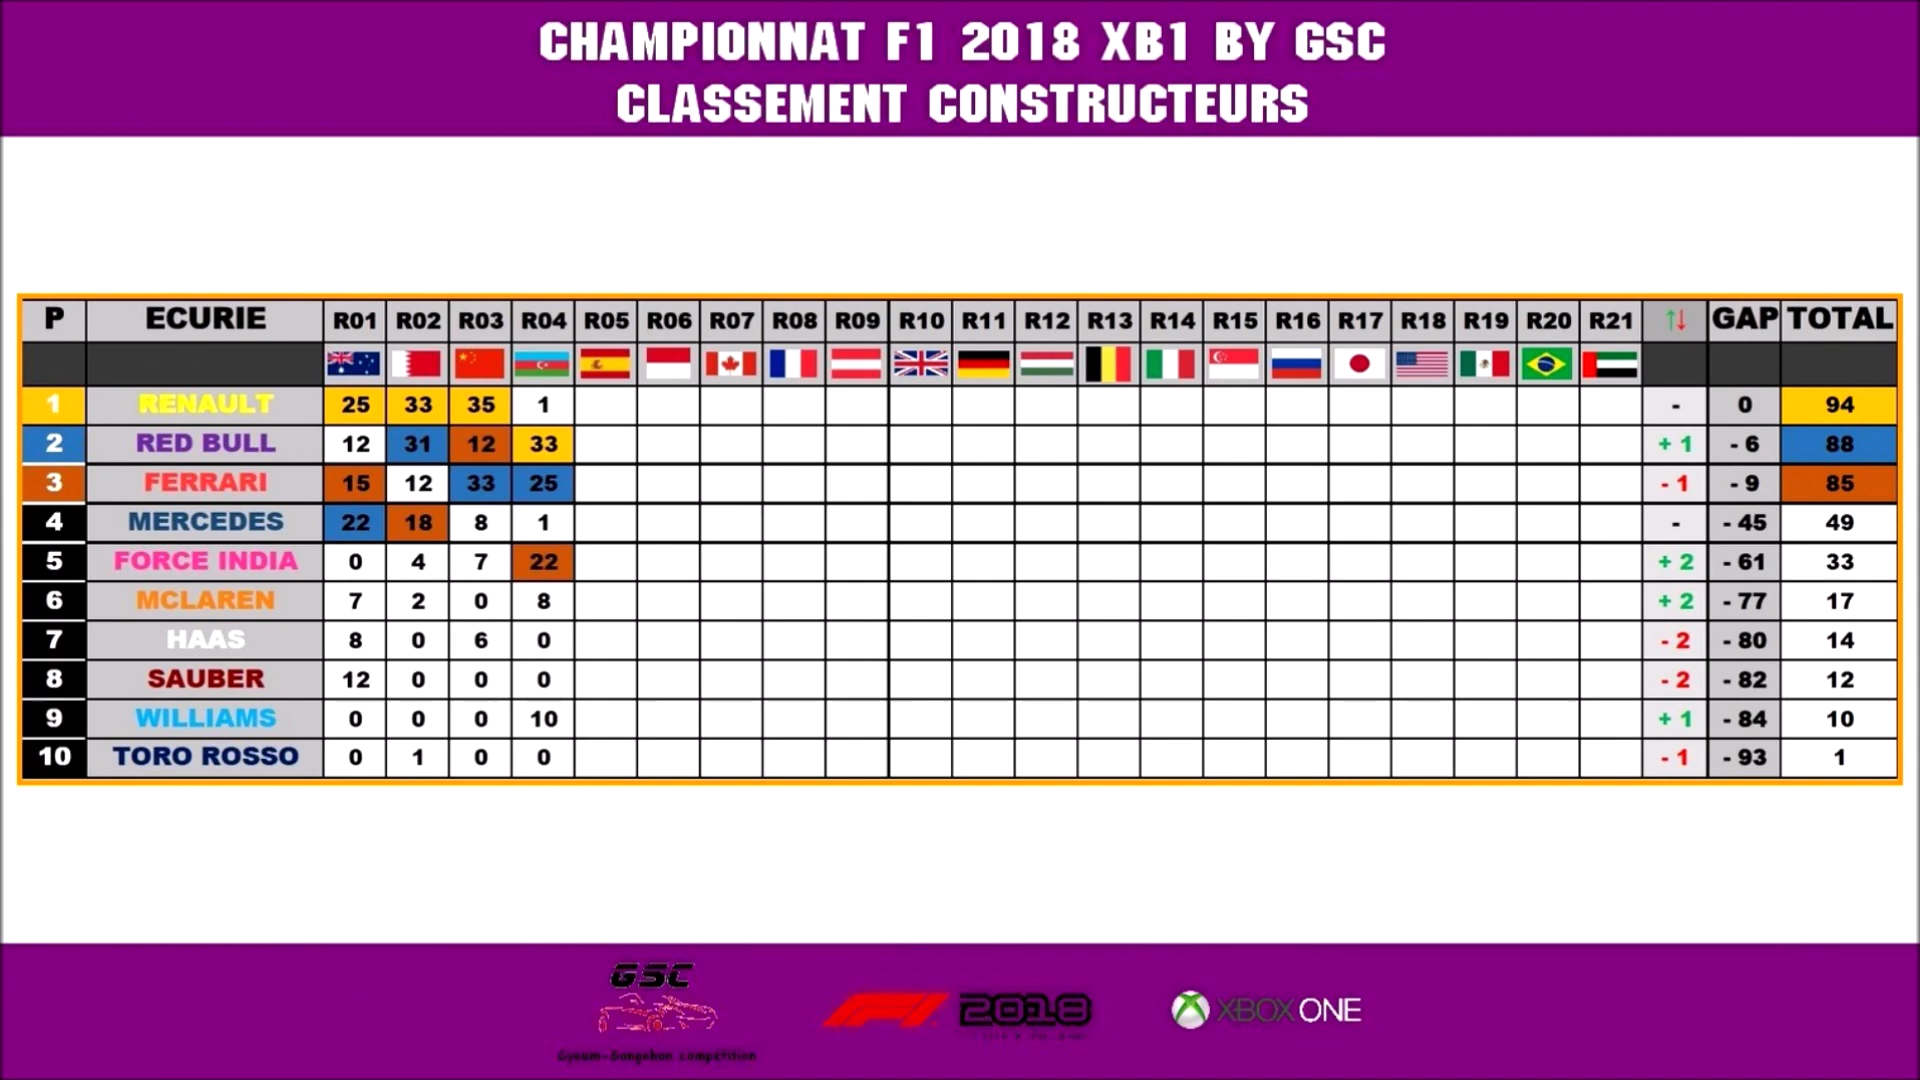 CHAMPIONNAT F1 2018 XB1 BY GSC
CLASSEMENT CONSTRUCTEURS
P ECURIE R01 R02 R03 R04 R05 R06 R07 R08 R09 R10 R11 R12 R13 R14 R15 R16 R17 R18 R19 R20 R21 ↑↓ GAP TOTAL
1 RENAULT 25 33 35 1 - 0 94
2 RED BULL 12 31 12 33 + 1 - 6 88
3 FERRARI 15 12 33 25 - 1 - 9 85
4 MERCEDES 22 18 8 1 - - 45 49
5 FORCE INDIA 0 4 7 22 + 2 - 61 33
6 MCLAREN 7 2 0 8 + 2 - 77 17
7 HAAS 8 0 6 0 - 2 - 80 14
8 SAUBER 12 0 0 0 - 2 - 82 12
9 WILLIAMS 0 0 0 10 + 1 - 84 10
10 TORO ROSSO 0 1 0 0 - 1 - 93 1
GSC
F1 2018
XBOX ONE
competition